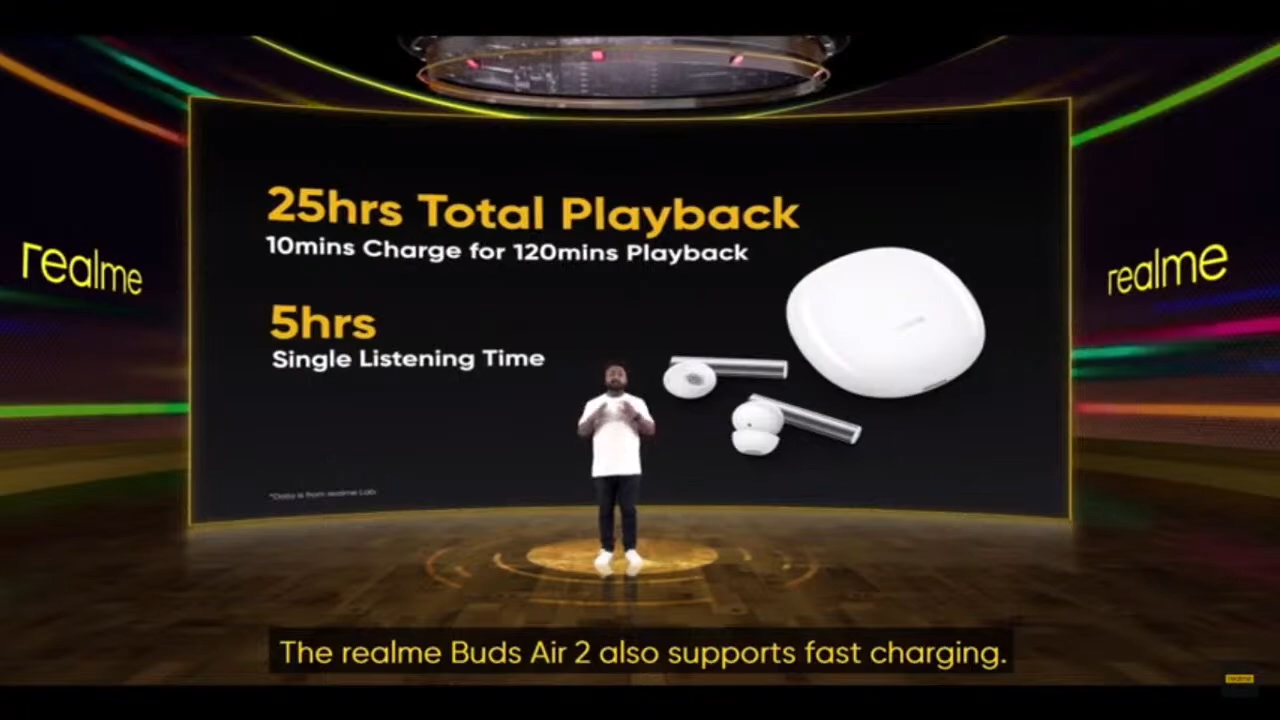 25hrs Total Playback
10mins Charge for 120mins Playback
realme
realme
5hrs
Single Listening Time
*Data is from realme Lab
The realme Buds Air 2 also supports fast charging.
realme